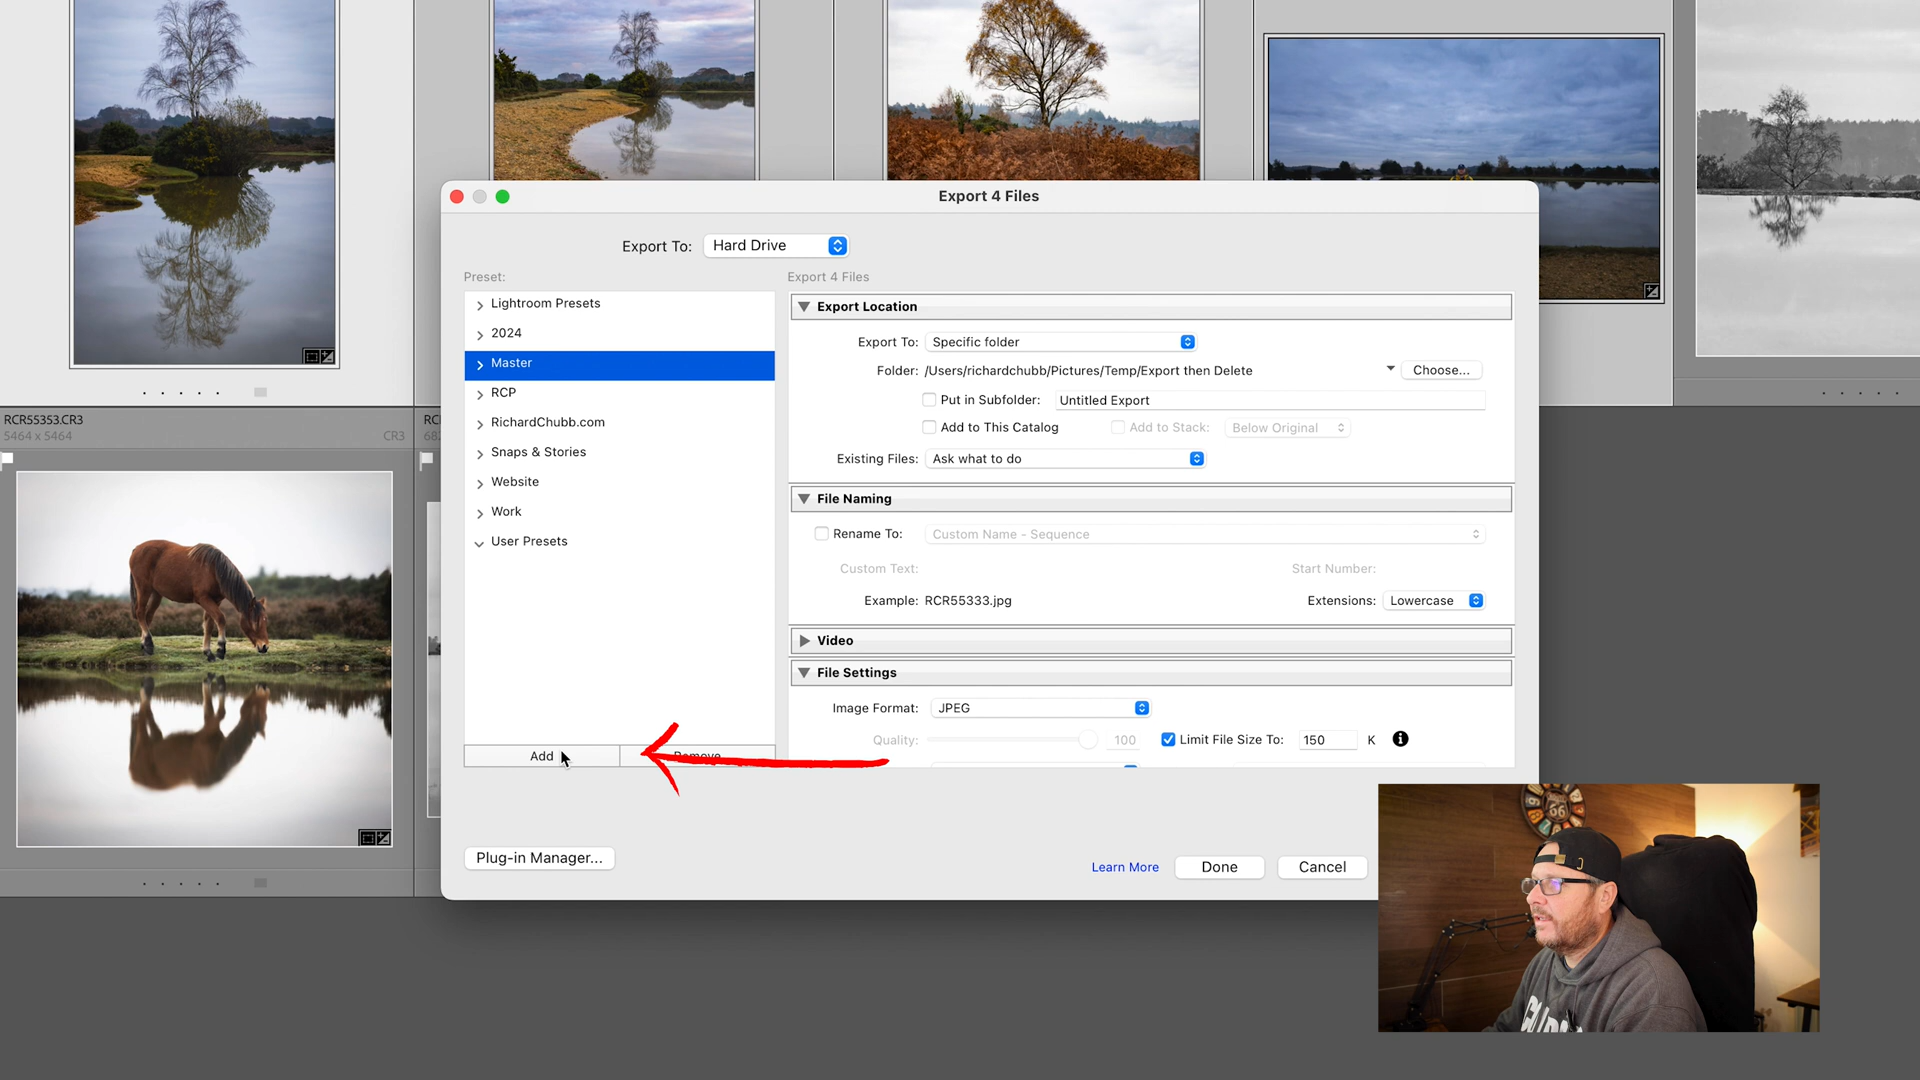 Export 4 Files
Export To: Hard Drive
Preset:
Lightroom Presets
2024
Master
RCP
RichardChubb.com
Snaps & Stories
Website
Work
User Presets
Add
Remove
Plug-in Manager...
Export 4 Files
Export Location
Export To: Specific folder
Folder: /Users/richardchubb/Pictures/Temp/Export then Delete Choose...
Put in Subfolder: Untitled Export
Add to This Catalog Add to Stack: Below Original
Existing Files: Ask what to do
File Naming
Rename To: Custom Name - Sequence
Custom Text: Start Number:
Example: RCR55333.jpg Extensions: Lowercase
Video
File Settings
Image Format: JPEG
Quality: 100 Limit File Size To: 150 K
Learn More Done Cancel
RCR55353.CR3
5464 x 5464 CR3
66